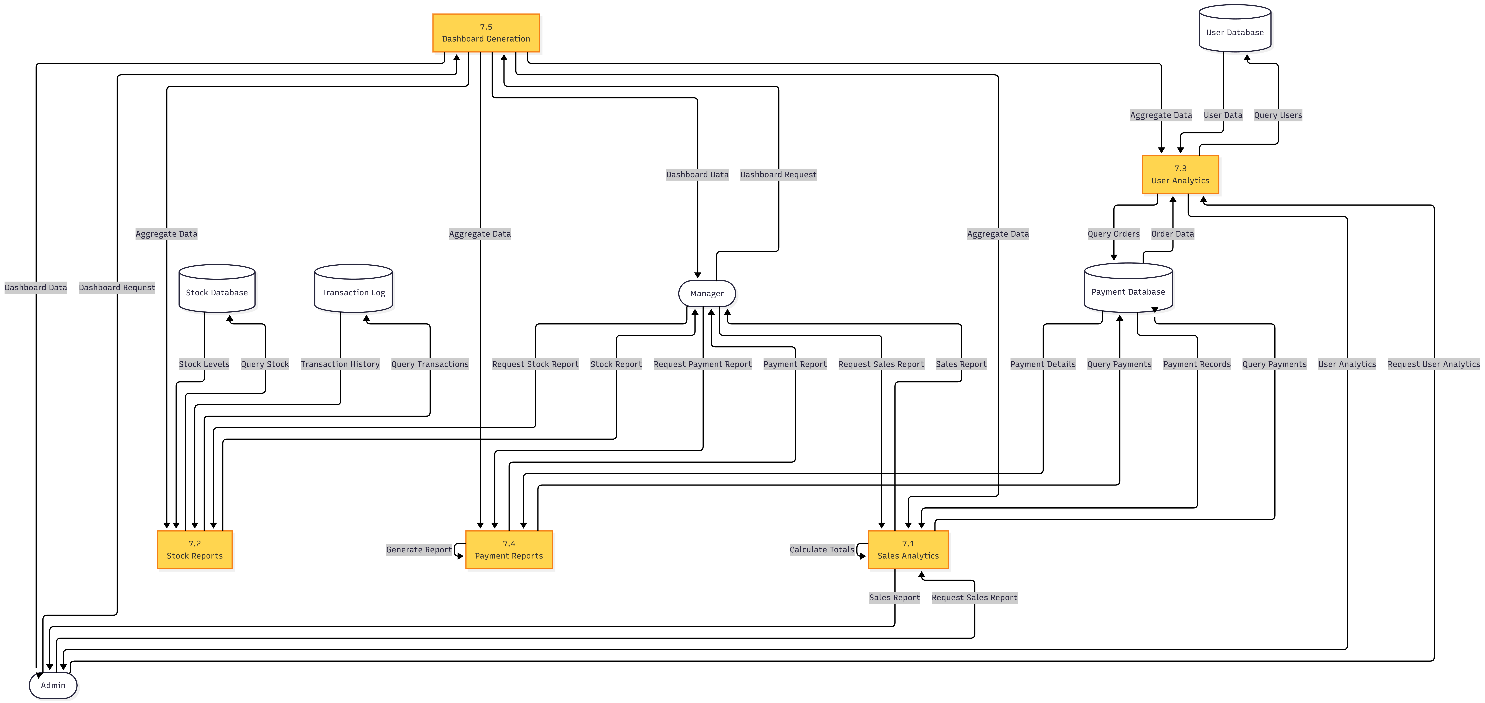 7.5
Dashboard Generation
User Database
Aggregate Data
User Data
Query Users
7.3
User Analytics
Dashboard Data
Dashboard Request
Aggregate Data
Aggregate Data
Aggregate Data
Query Orders
Order Data
Dashboard Data
Dashboard Request
Stock Database
Transaction Log
Manager
Payment Database
Stock Levels
Query Stock
Transaction History
Query Transactions
Request Stock Report
Stock Report
Request Payment Report
Payment Report
Request Sales Report
Sales Report
Payment Details
Query Payments
Payment Records
Query Payments
User Analytics
Request User Analytics
7.2
Stock Reports
Generate Report
7.4
Payment Reports
Calculate Totals
7.1
Sales Analytics
Sales Report
Request Sales Report
Admin